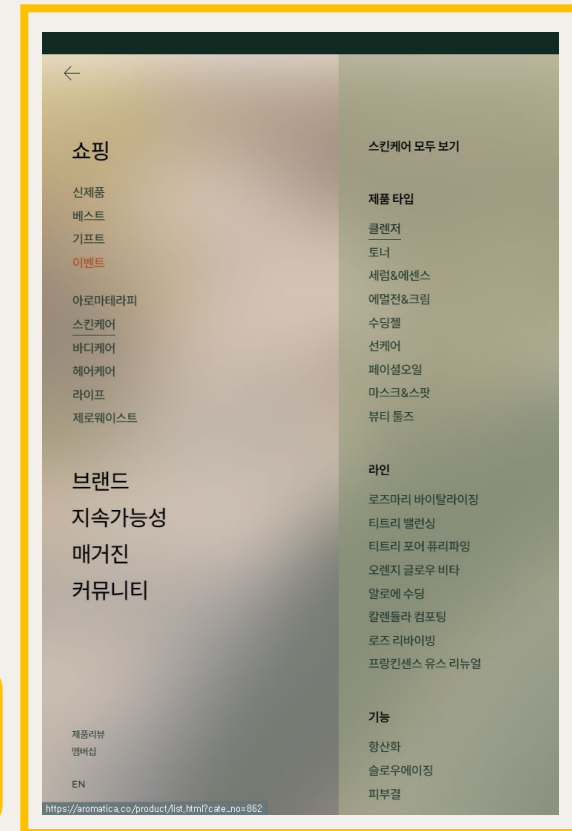 쇼핑
신제품
베스트
기프트
이벤트
아로마테라피
스킨케어
바디케어
헤어케어
라이프
제로웨이스트
브랜드
지속가능성
매거진
커뮤니티
제품리뷰
멤버십
EN
스킨케어 모두 보기
제품 타입
클렌저
토너
세럼&에센스
에멀전&크림
수딩젤
선케어
페이셜오일
마스크&스팟
뷰티 툴즈
라인
로즈마리 바이탈라이징
티트리 밸런싱
티트리 포어 퓨리파잉
오렌지 글로우 비타
알로에 수딩
칼렌듈라 컴포팅
로즈 리바이빙
프랑킨센스 유스 리뉴얼
기능
항산화
슬로우에이징
피부결
https://aromatica.co/product/list.html?cate_no=862